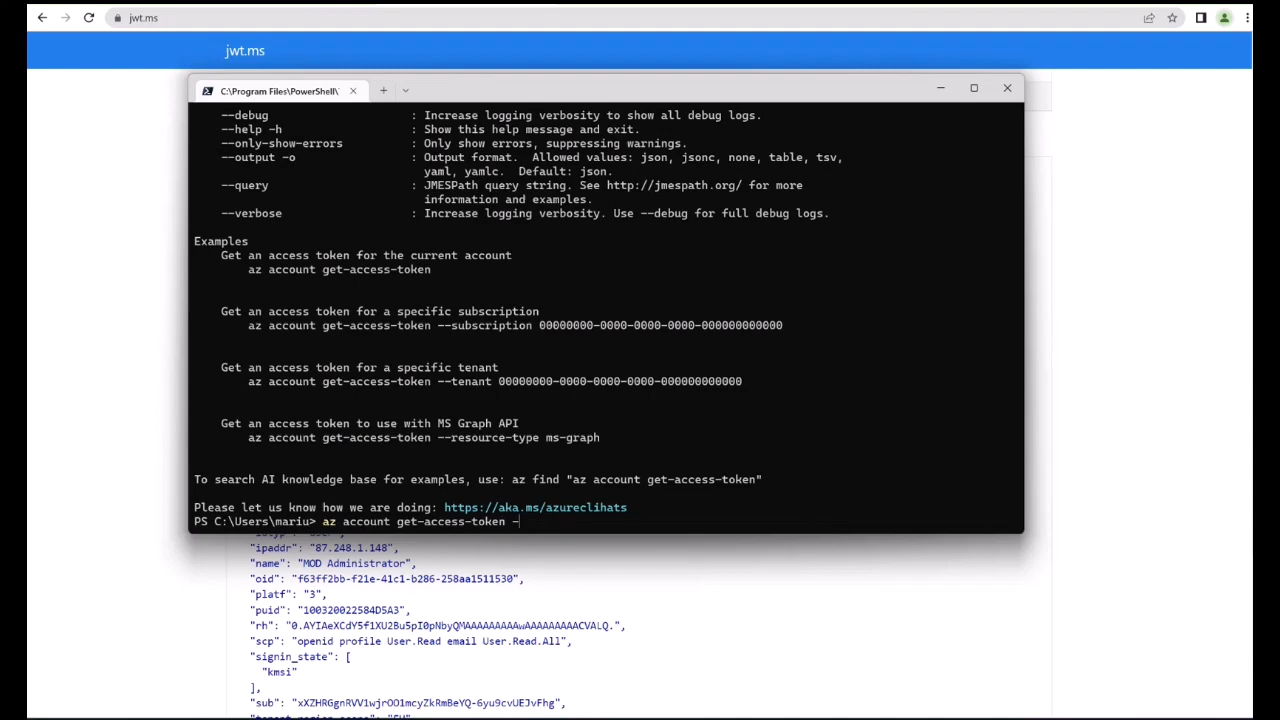 jwt.ms
jwt.ms
C:\Program Files\PowerShell\
--debug : Increase logging verbosity to show all debug logs.
--help -h : Show this help message and exit.
--only-show-errors : Only show errors, suppressing warnings.
--output -o : Output format. Allowed values: json, jsonc, none, table, tsv,
yaml, yamlc. Default: json.
--query : JMESPath query string. See http://jmespath.org/ for more
information and examples.
--verbose : Increase logging verbosity. Use --debug for full debug logs.
Examples
Get an access token for the current account
az account get-access-token
Get an access token for a specific subscription
az account get-access-token --subscription 00000000-0000-0000-0000-000000000000
Get an access token for a specific tenant
az account get-access-token --tenant 00000000-0000-0000-0000-000000000000
Get an access token to use with MS Graph API
az account get-access-token --resource-type ms-graph
To search AI knowledge base for examples, use: az find "az account get-access-token"
Please let us know how we are doing: https://aka.ms/azureclihats
PS C:\Users\mariu> az account get-access-token -
"ipaddr": "87.248.1.148",
"name": "MOD Administrator",
"oid": "f63ff2bb-f21e-41c1-b286-258aa1511530",
"platf": "3",
"puid": "100320022584D5A3",
"rh": "0.AYIAeXCdY5f1XU2Bu5pI0pNbyQMAAAAAAAAAwAAAAAAAAACVALQ.",
"scp": "openid profile User.Read email User.Read.All",
"signin_state": [
"kmsi"
],
"sub": "xXZHRGgnRVV1wjrOO1mcyZkRmBeYQ-6yu9cvUEJvFhg",